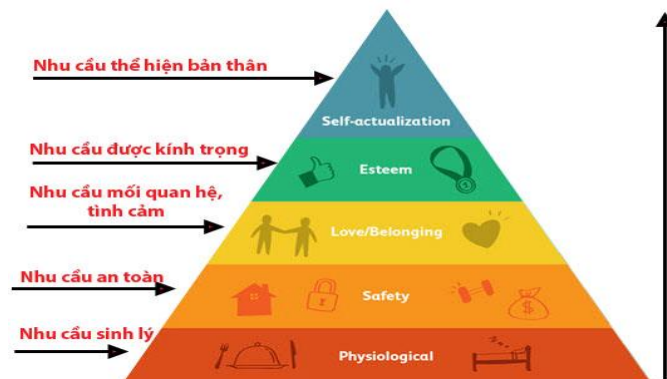 Nhu cầu thể hiện bản thân
Self-actualization
Nhu cầu được kính trọng
Esteem
Nhu cầu mối quan hệ,
tình cảm
Love/Belonging
Nhu cầu an toàn
Safety
$
Nhu cầu sinh lý
Physiological